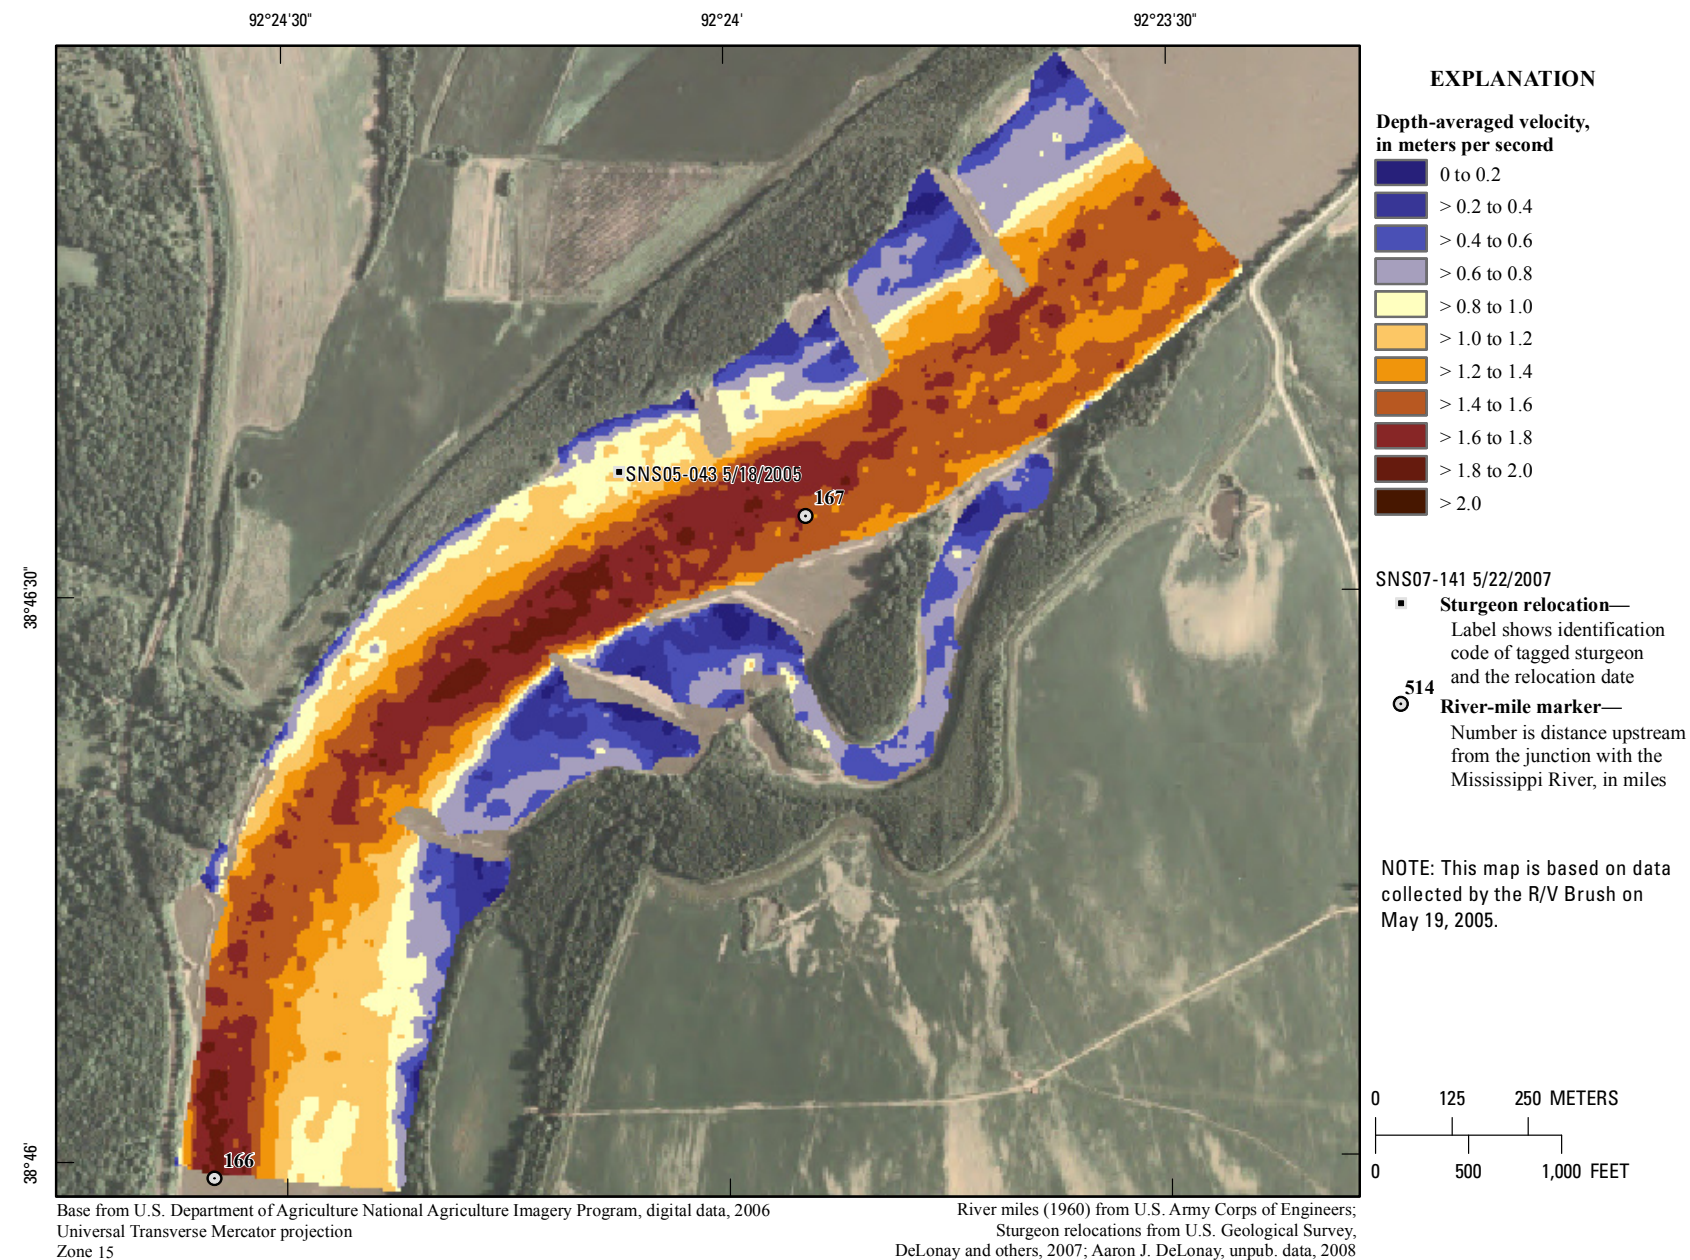 92°24'30"
92°24'
92°23'30"
38°46'30"
38°46'
SNS05-043 5/18/2005
167
166
EXPLANATION
Depth-averaged velocity,
in meters per second
0 to 0.2
> 0.2 to 0.4
> 0.4 to 0.6
> 0.6 to 0.8
> 0.8 to 1.0
> 1.0 to 1.2
> 1.2 to 1.4
> 1.4 to 1.6
> 1.6 to 1.8
> 1.8 to 2.0
> 2.0
SNS07-141 5/22/2007
Sturgeon relocation—
Label shows identification
code of tagged sturgeon
and the relocation date
514
River-mile marker—
Number is distance upstream
from the junction with the
Mississippi River, in miles
NOTE: This map is based on data
collected by the R/V Brush on
May 19, 2005.
0 125 250 METERS
0 500 1,000 FEET
Base from U.S. Department of Agriculture National Agriculture Imagery Program, digital data, 2006
Universal Transverse Mercator projection
Zone 15
River miles (1960) from U.S. Army Corps of Engineers;
Sturgeon relocations from U.S. Geological Survey,
DeLonay and others, 2007; Aaron J. DeLonay, unpub. data, 2008